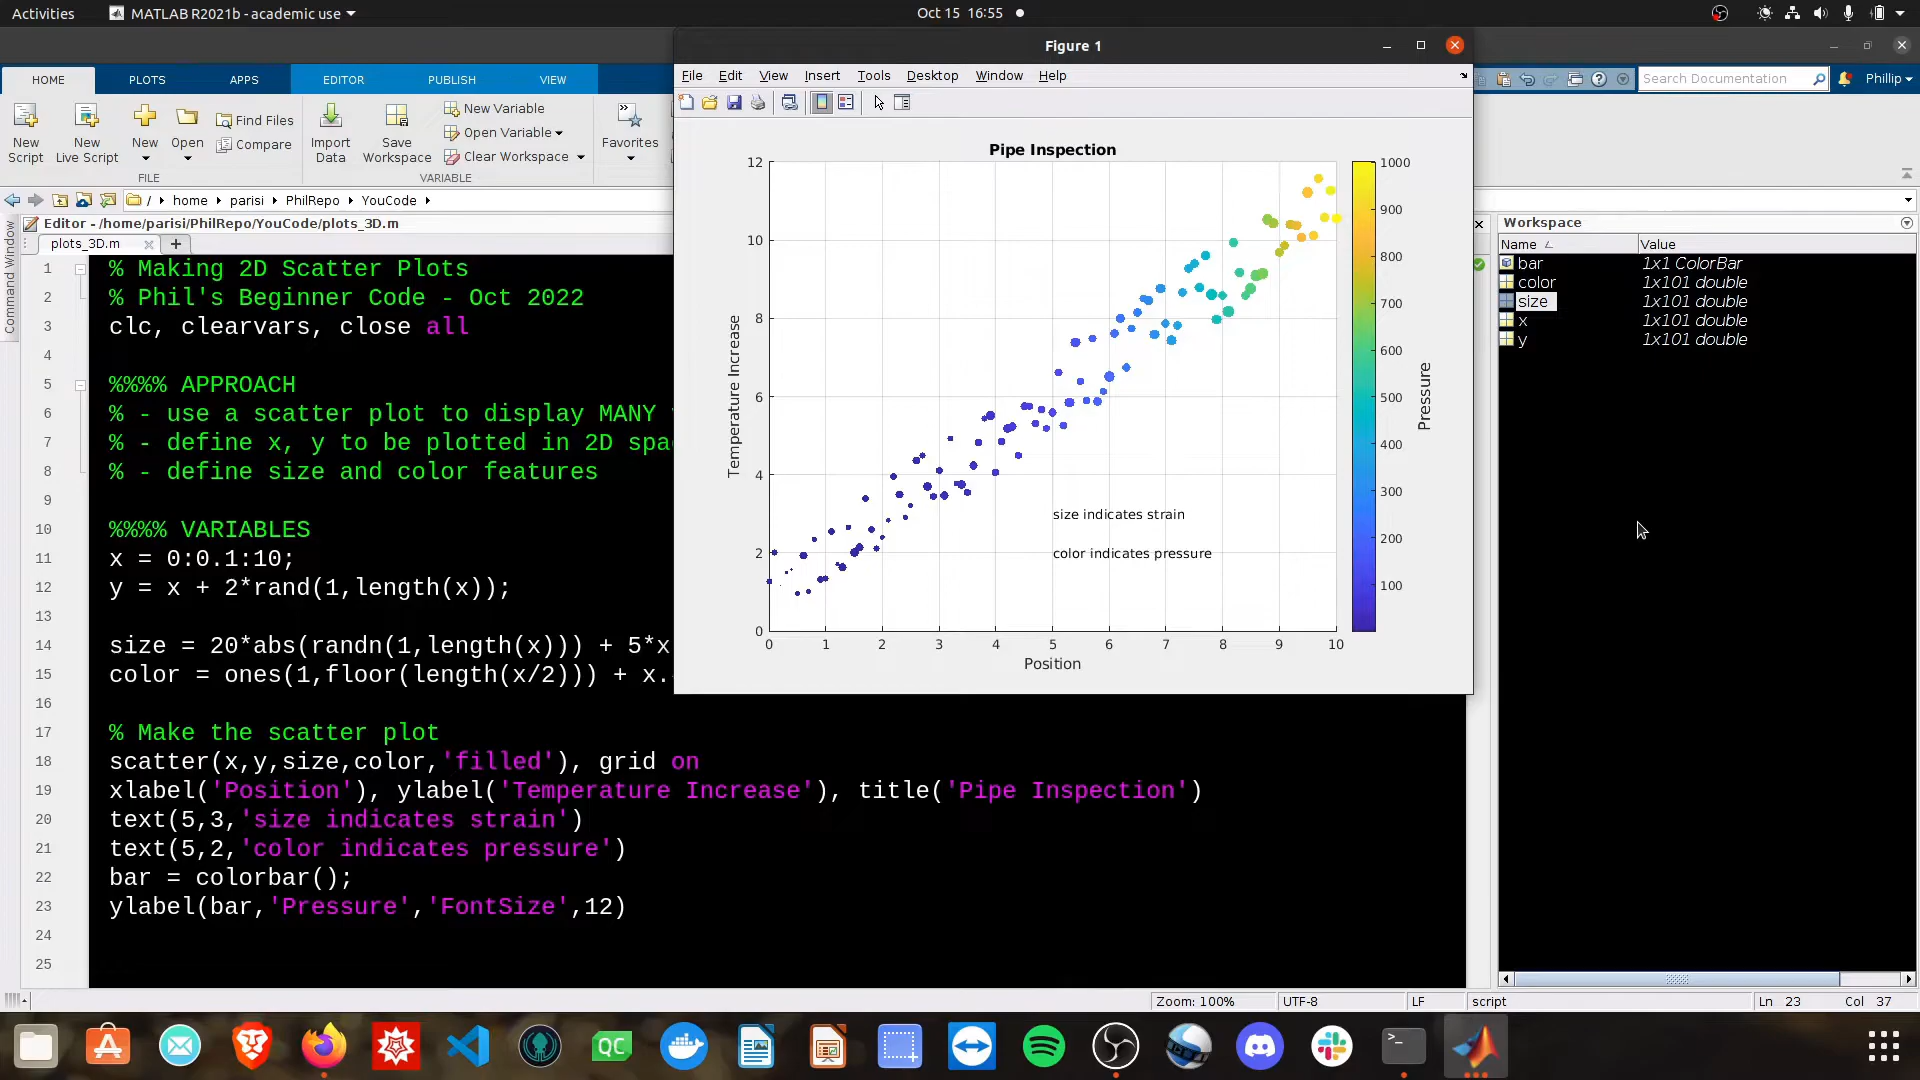 Activities
MATLAB R2021b - academic use
Oct 15 16:55
Figure 1
HOME
PLOTS
APPS
EDITOR
PUBLISH
VIEW
File Edit View Insert Tools Desktop Window Help
Search Documentation
Phillip
New Script
New Live Script
New
Open
Find Files
Compare
Import Data
Save Workspace
New Variable
Open Variable
Clear Workspace
Favorites
FILE
VARIABLE
/ home parisi PhilRepo YouCode
Editor - /home/parisi/PhilRepo/YouCode/plots_3D.m
plots_3D.m
Command Window
1 % Making 2D Scatter Plots
2 % Phil's Beginner Code - Oct 2022
3 clc, clearvars, close all
4
5 %%%% APPROACH
6 % - use a scatter plot to display MANY
7 % - define x, y to be plotted in 2D spa
8 % - define size and color features
9
10 %%%% VARIABLES
11 x = 0:0.1:10;
12 y = x + 2*rand(1,length(x));
13
14 size = 20*abs(randn(1,length(x))) + 5*x
15 color = ones(1,floor(length(x/2))) + x.
16
17 % Make the scatter plot
18 scatter(x,y,size,color,'filled'), grid on
19 xlabel('Position'), ylabel('Temperature Increase'), title('Pipe Inspection')
20 text(5,3,'size indicates strain')
21 text(5,2,'color indicates pressure')
22 bar = colorbar();
23 ylabel(bar,'Pressure','FontSize',12)
24
25
Pipe Inspection
Temperature Increase
12
10
8
6
4
2
0
0 1 2 3 4 5 6 7 8 9 10
Position
size indicates strain
color indicates pressure
1000
900
800
700
600
500
400
300
200
100
Pressure
Workspace
Name Value
bar 1x1 ColorBar
color 1x101 double
size 1x101 double
x 1x101 double
y 1x101 double
Zoom: 100%
UTF-8
LF
script
Ln 23
Col 37
QC
>_